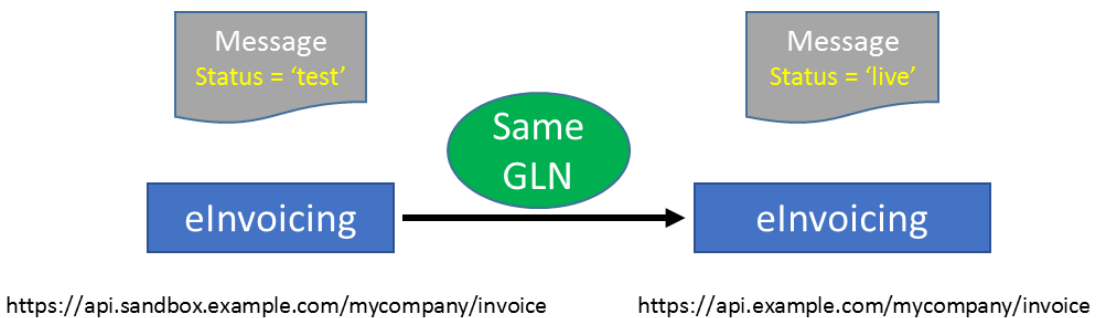 Message
Status = ‘test’
Message
Status = ‘live’
Same
GLN
eInvoicing
eInvoicing
https://api.sandbox.example.com/mycompany/invoice
https://api.example.com/mycompany/invoice